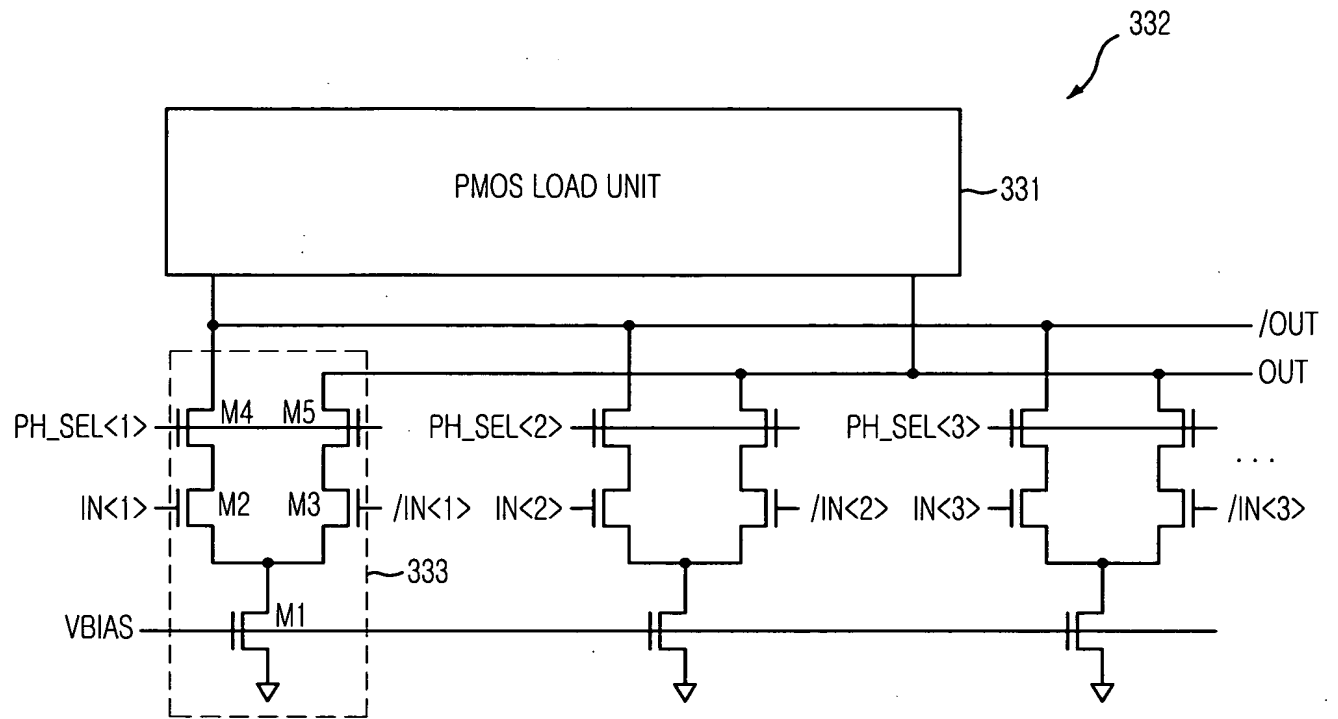 332
PMOS LOAD UNIT
331
/OUT
OUT
PH_SEL<1> M4 M5 PH_SEL<2> PH_SEL<3>
...
IN<1> M2 M3 /IN<1> IN<2> /IN<2> IN<3> /IN<3>
333
VBIAS M1